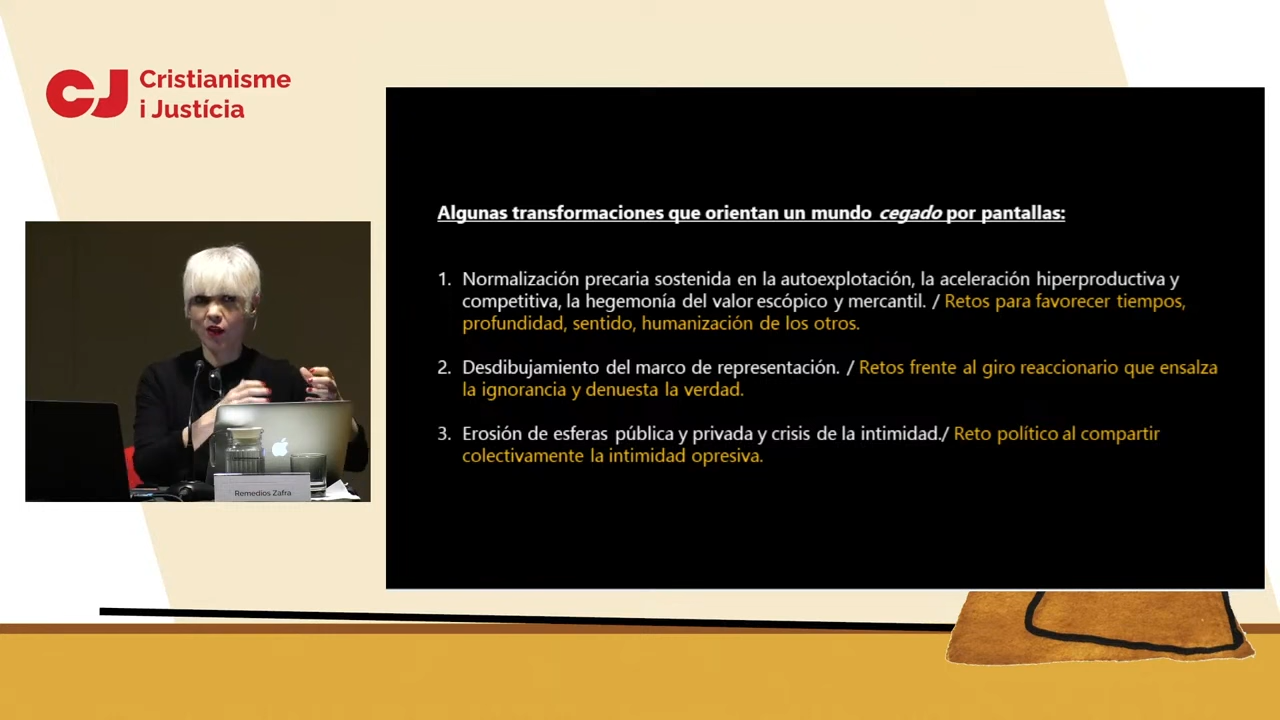 Cristianisme
i Justícia
Algunas transformaciones que orientan un mundo cegado por pantallas:
1. Normalización precaria sostenida en la autoexplotación, la aceleración hiperproductiva y
competitiva, la hegemonía del valor escópico y mercantil. / Retos para favorecer tiempos,
profundidad, sentido, humanización de los otros.
2. Desdibujamiento del marco de representación. / Retos frente al giro reaccionario que ensalza
la ignorancia y denuesta la verdad.
3. Erosión de esferas pública y privada y crisis de la intimidad./ Reto político al compartir
colectivamente la intimidad opresiva.
Remedios Zafra